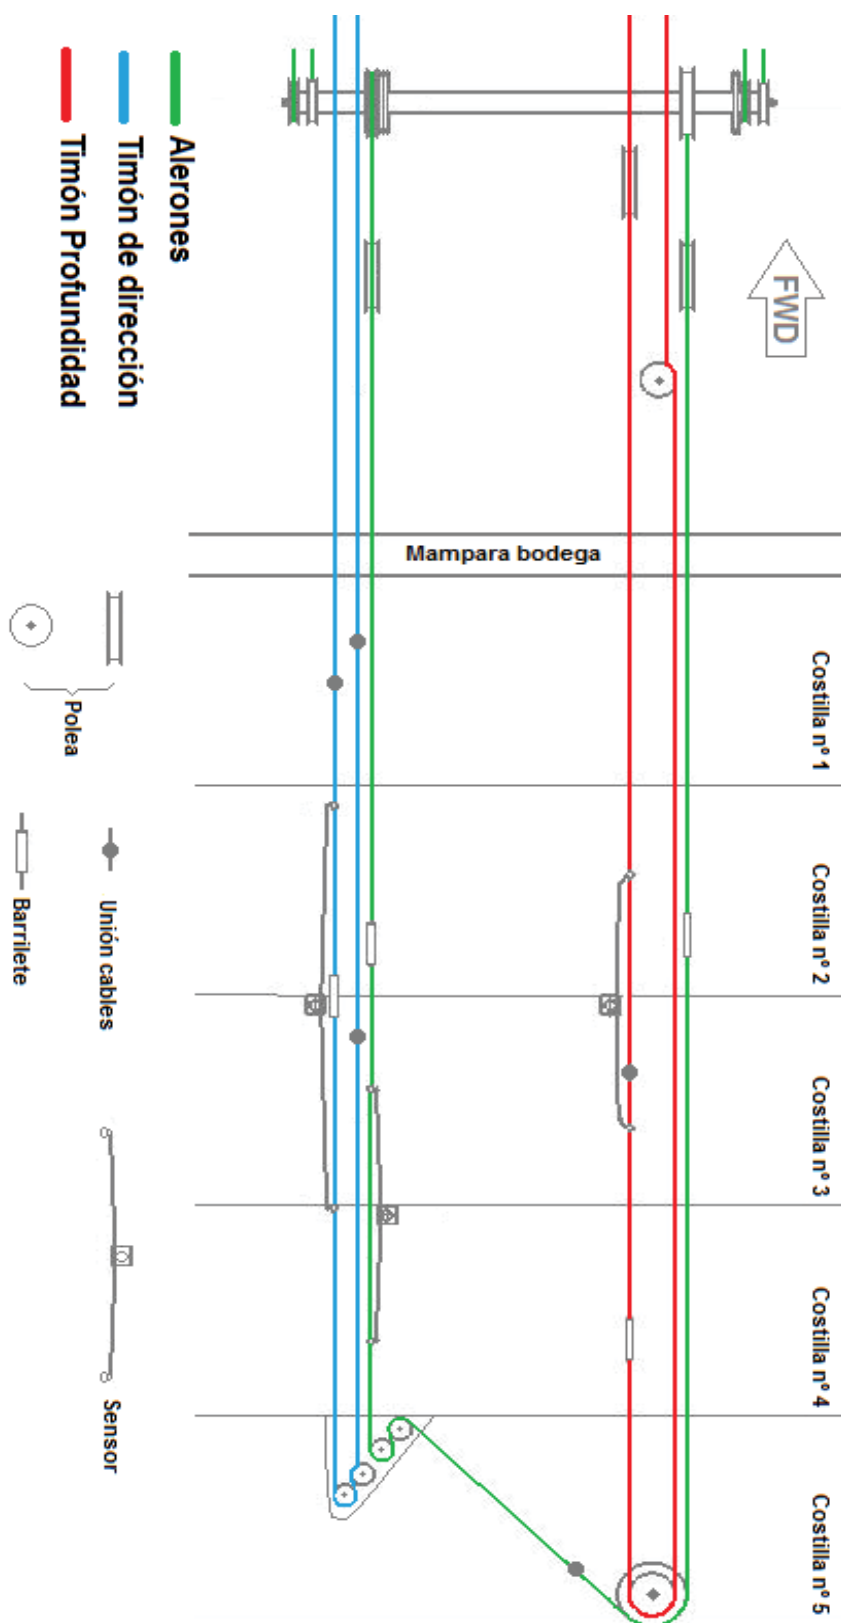 Alerones
Timón de dirección
Timón Profundidad
FWD
Mampara bodega
Costilla nº 1
Costilla nº 2
Costilla nº 3
Costilla nº 4
Costilla nº 5
Polea
Unión cables
Barrilete
Sensor